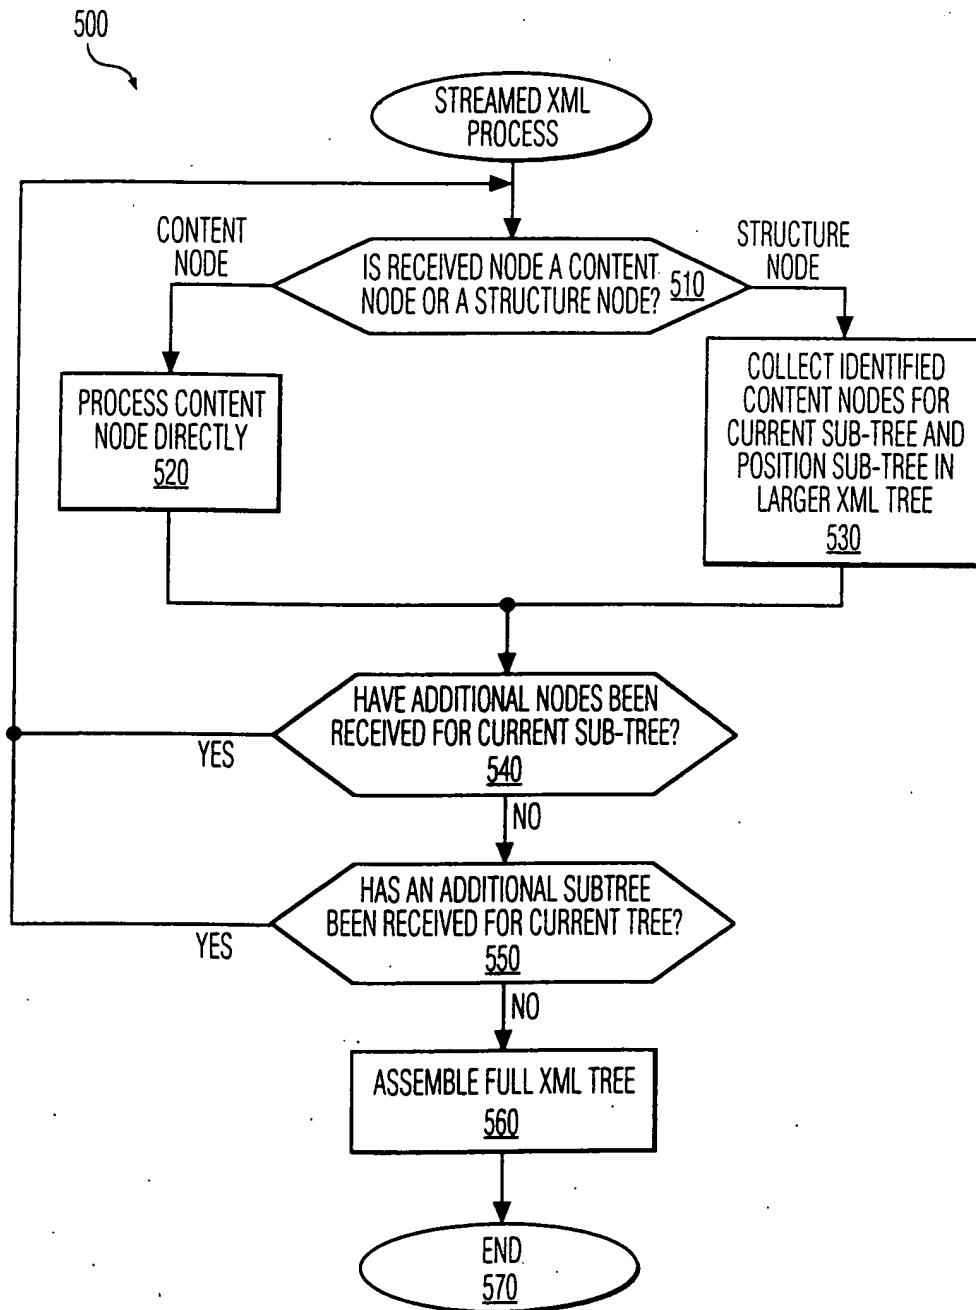 500
STREAMED XML
PROCESS
CONTENT
NODE
STRUCTURE
NODE
IS RECEIVED NODE A CONTENT
NODE OR A STRUCTURE NODE? 510
PROCESS CONTENT
NODE DIRECTLY
520
COLLECT IDENTIFIED
CONTENT NODES FOR
CURRENT SUB-TREE AND
POSITION SUB-TREE IN
LARGER XML TREE
530
HAVE ADDITIONAL NODES BEEN
RECEIVED FOR CURRENT SUB-TREE?
540
YES
NO
HAS AN ADDITIONAL SUBTREE
BEEN RECEIVED FOR CURRENT TREE?
550
YES
NO
ASSEMBLE FULL XML TREE
560
END
570